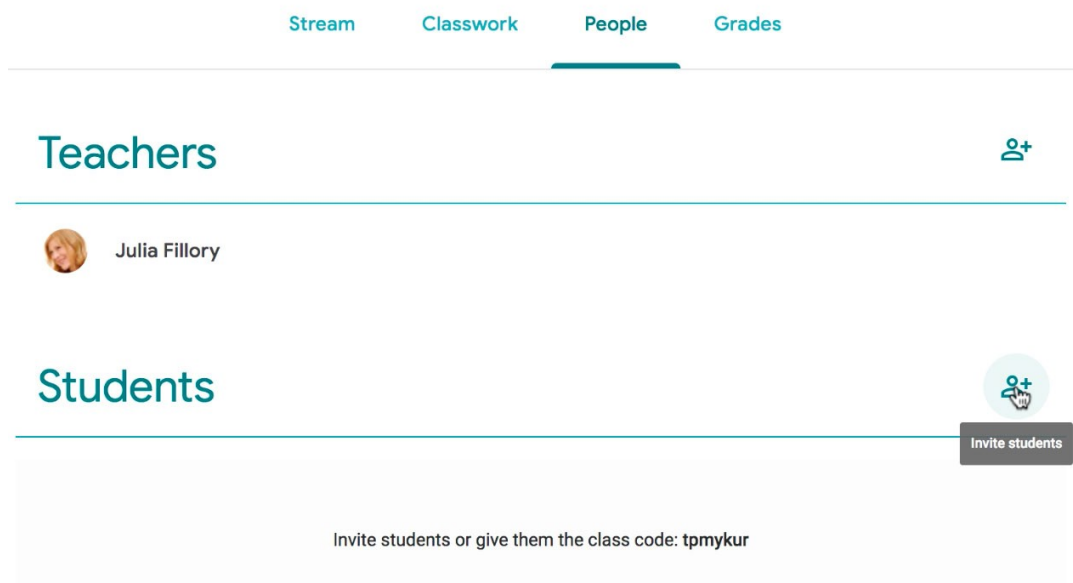 Stream Classwork People Grades
Teachers
Julia Fillory
Students
Invite students
Invite students or give them the class code: tpmykur